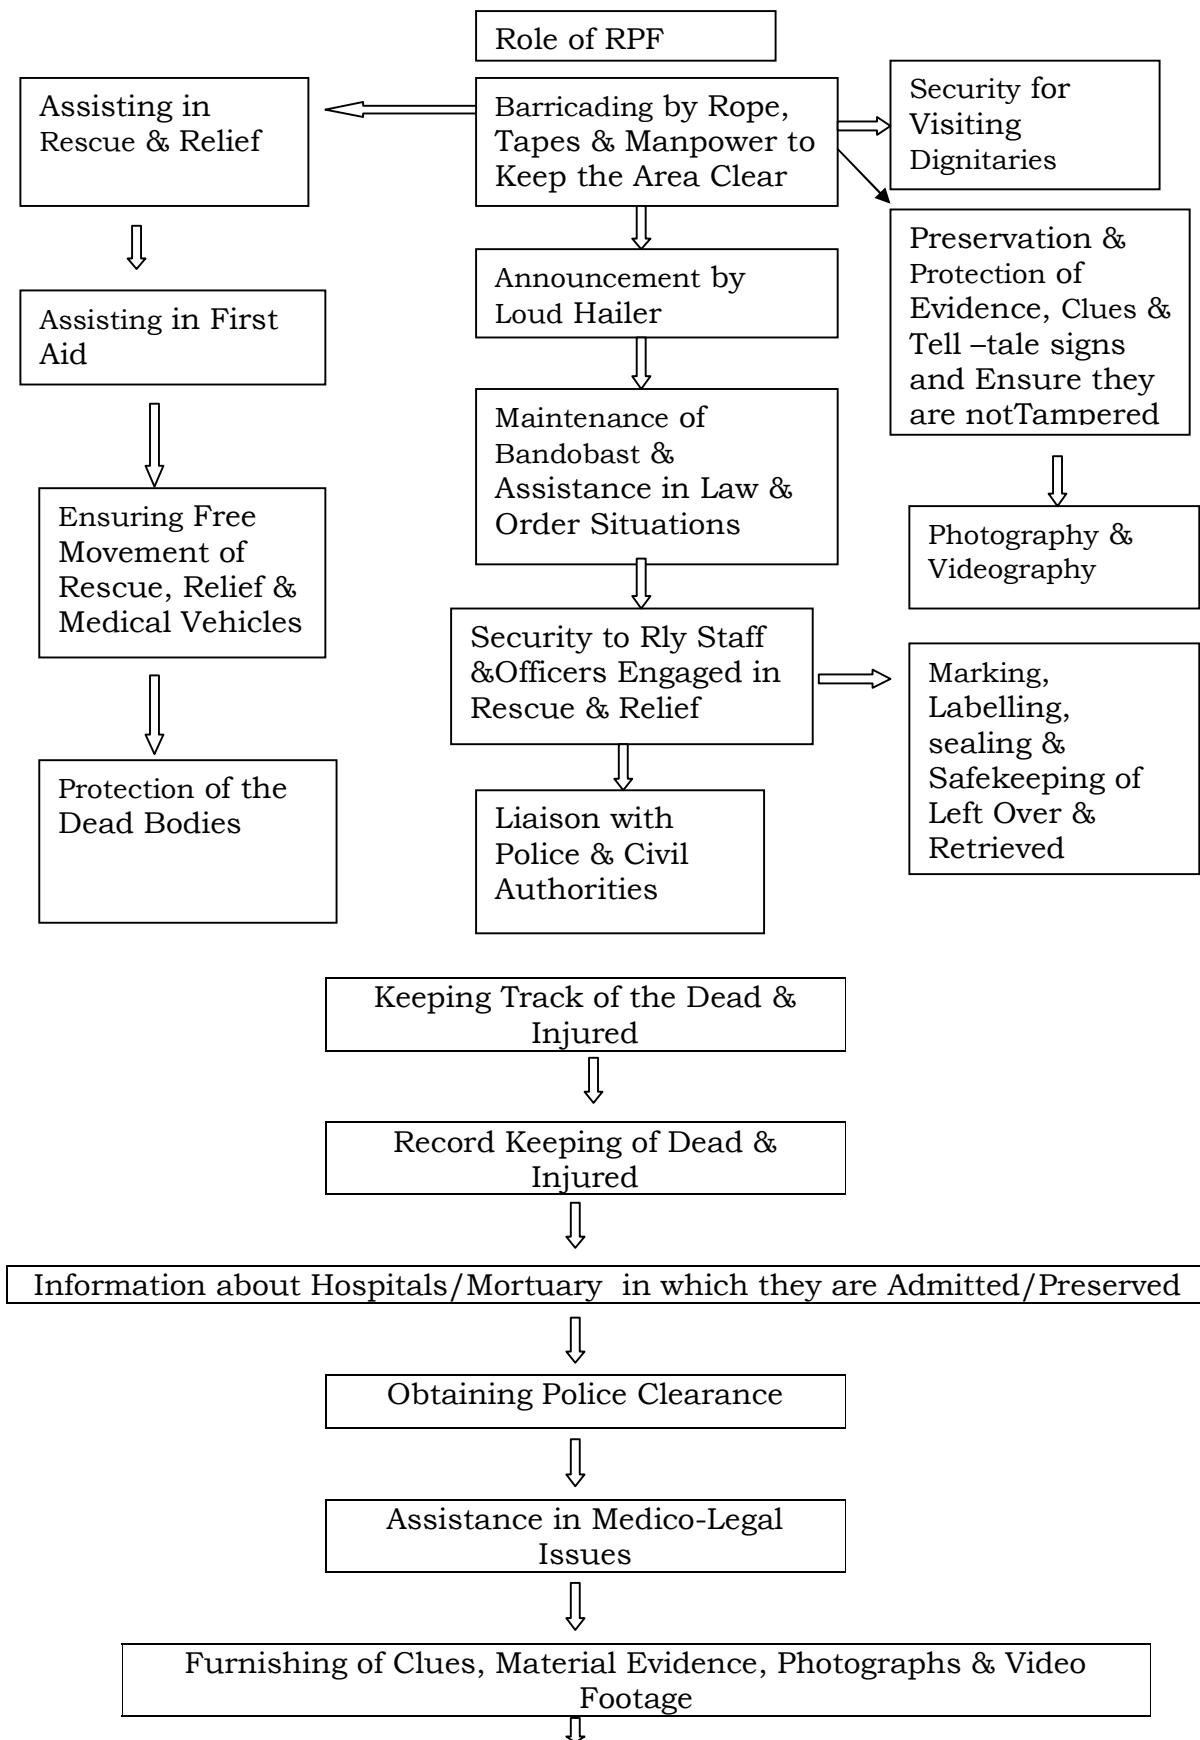 Role of RPF
Assisting in
Rescue & Relief
Barricading by Rope,
Tapes & Manpower to
Keep the Area Clear
Security for
Visiting
Dignitaries
Preservation &
Protection of
Evidence, Clues &
Tell –tale signs
and Ensure they
are notTampered
Announcement by
Loud Hailer
Assisting in First
Aid
Maintenance of
Bandobast &
Assistance in Law &
Order Situations
Ensuring Free
Movement of
Rescue, Relief &
Medical Vehicles
Photography &
Videography
Security to Rly Staff
&Officers Engaged in
Rescue & Relief
Marking,
Labelling,
sealing &
Safekeeping of
Left Over &
Retrieved
Protection of the
Dead Bodies
Liaison with
Police & Civil
Authorities
Keeping Track of the Dead &
Injured
Record Keeping of Dead &
Injured
Information about Hospitals/Mortuary  in which they are Admitted/Preserved
Obtaining Police Clearance
Assistance in Medico-Legal
Issues
Furnishing of Clues, Material Evidence, Photographs & Video
Footage